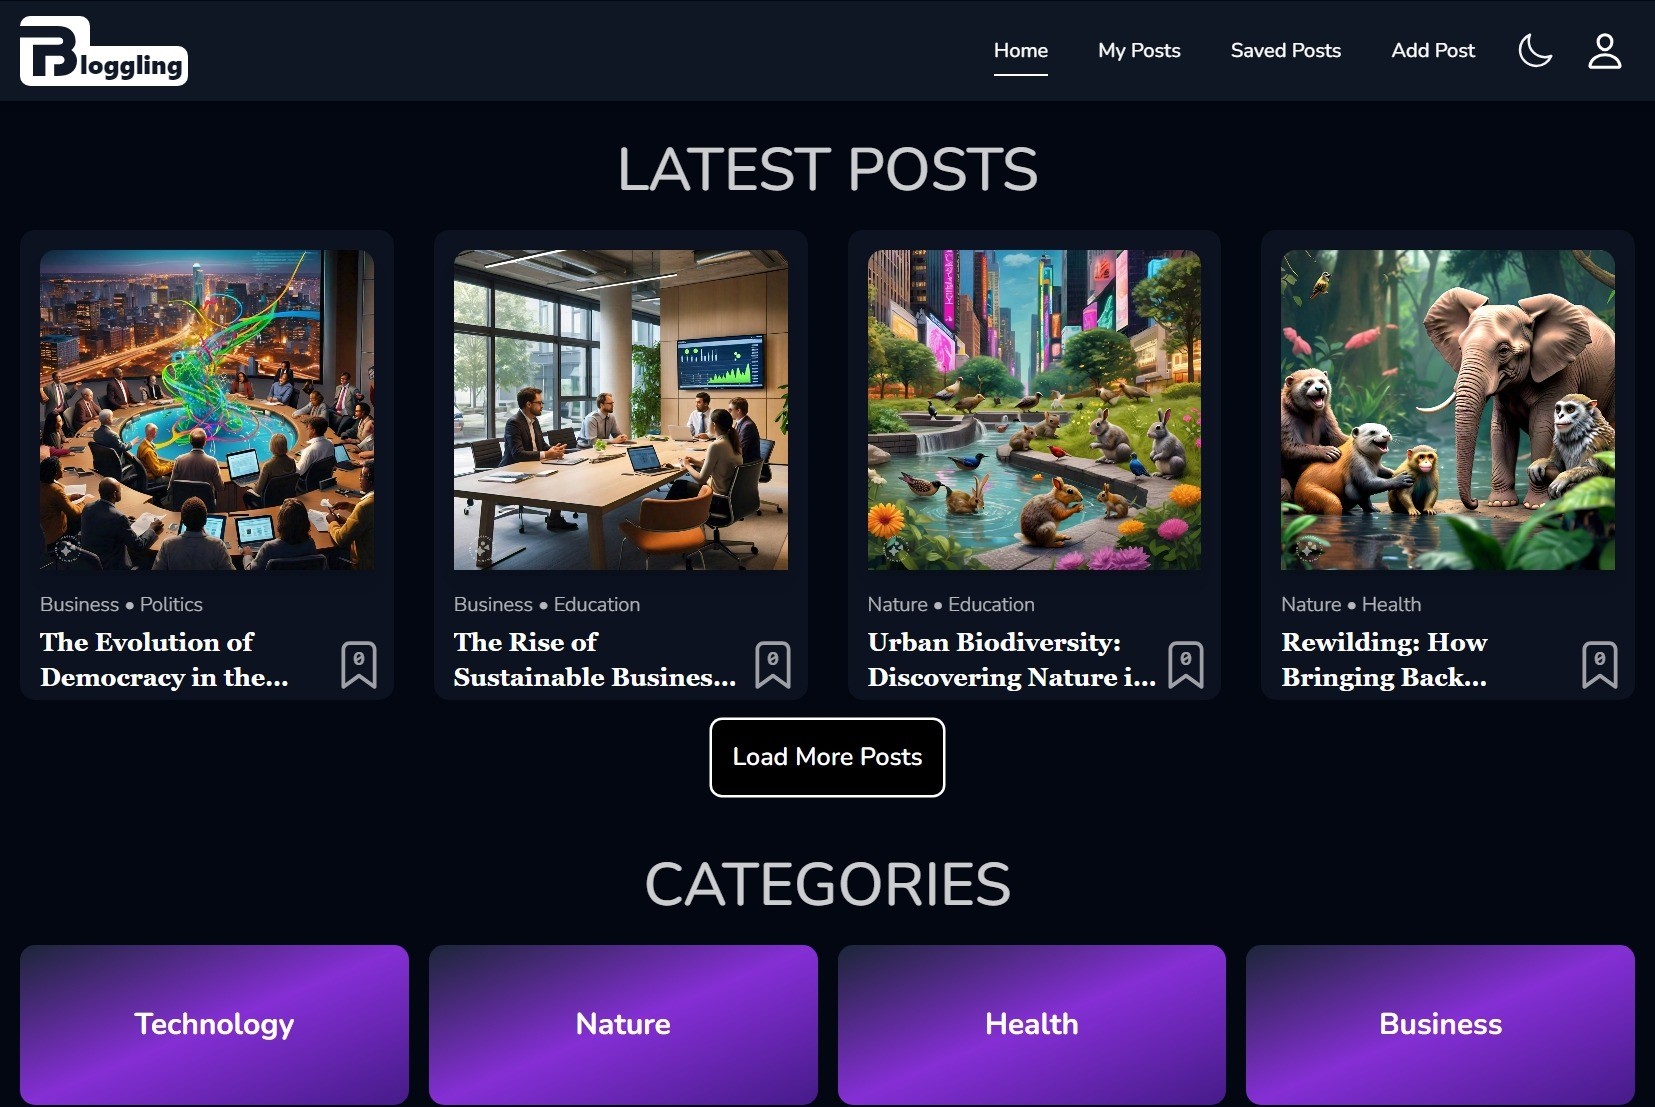 Bloggling
Home
My Posts
Saved Posts
Add Post
LATEST POSTS
Business • Politics
The Evolution of
Democracy in the...
0
Business • Education
The Rise of
Sustainable Busines...
0
Nature • Education
Urban Biodiversity:
Discovering Nature i...
0
Nature • Health
Rewilding: How
Bringing Back...
0
Load More Posts
CATEGORIES
Technology
Nature
Health
Business